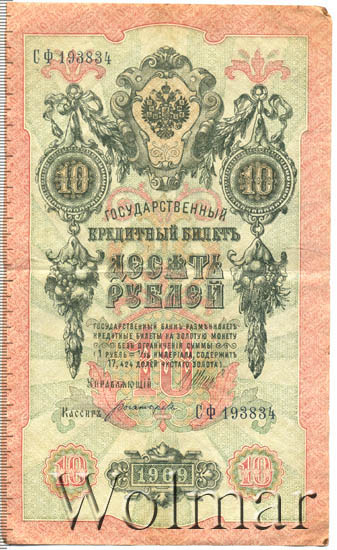 СФ 193834
10 10
ГОСУДАРСТВЕННЫЙ
КРЕДИТНЫЙ БИЛЕТЪ
ДЕСЯТЬ
РУБЛЕЙ
ГОСУДАРСТВЕННЫЙ БАНКЪ РАЗМѢНИВАЕТЪ
КРЕДИТНЫЕ БИЛЕТЫ НА ЗОЛОТУЮ МОНЕТУ
БЕЗЪ ОГРАНИЧЕНІЯ СУММЫ
(1 РУБЛЬ = 1/15 ИМПЕРІАЛА, СОДЕРЖИТЪ
17,424 ДОЛЕЙ ЧИСТАГО ЗОЛОТА).
10
Управляющій
Кассиръ
СФ 193834
10 1909 10
Wolmar